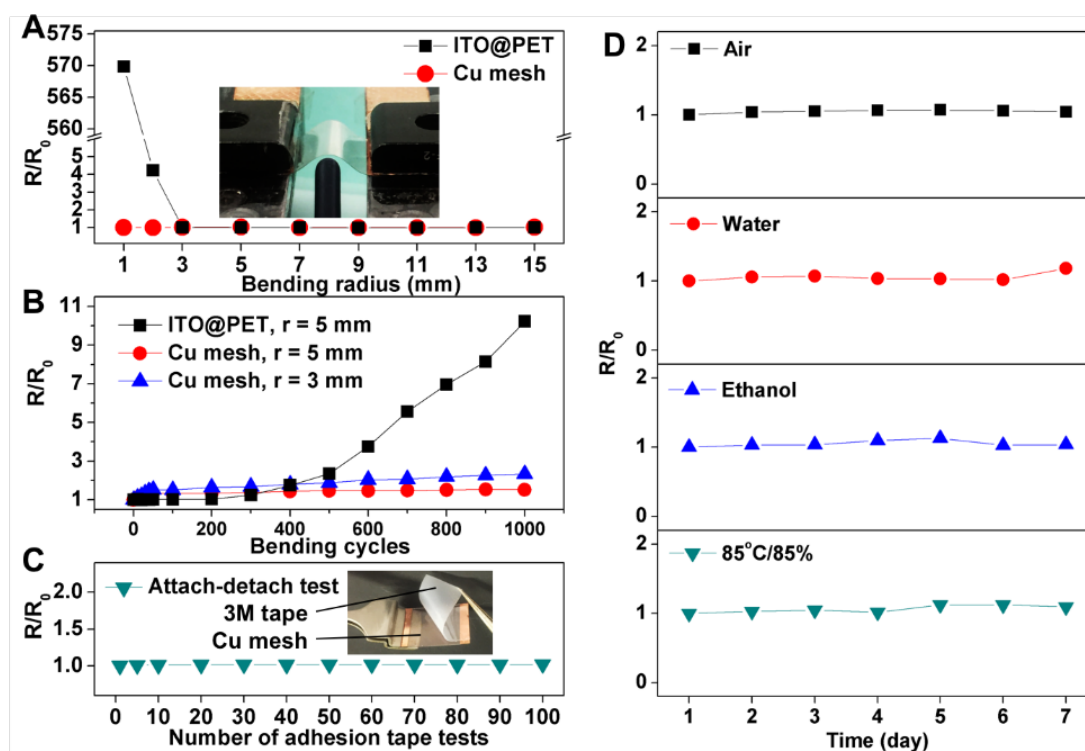 A
575
570
565
560
5
4
3
2
1
R/R₀
ITO@PET
Cu mesh
1 3 5 7 9 11 13 15
Bending radius (mm)
B
11
9
7
5
3
1
R/R₀
ITO@PET, r = 5 mm
Cu mesh, r = 5 mm
Cu mesh, r = 3 mm
0 200 400 600 800 1000
Bending cycles
C
2.0
1.5
1.0
R/R₀
Attach-detach test
3M tape
Cu mesh
0 10 20 30 40 50 60 70 80 90 100
Number of adhesion tape tests
D
2
1
0
Air
2
1
0
Water
R/R₀
2
1
0
Ethanol
2
1
0
85°C/85%
1 2 3 4 5 6 7
Time (day)